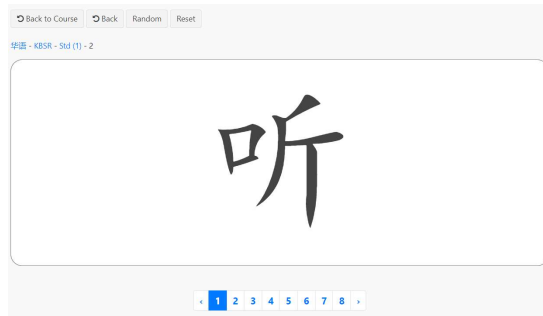 Back to Course Back Random Reset
华语 - KBSR - Std (1) - 2
听
‹ 1 2 3 4 5 6 7 8 ›